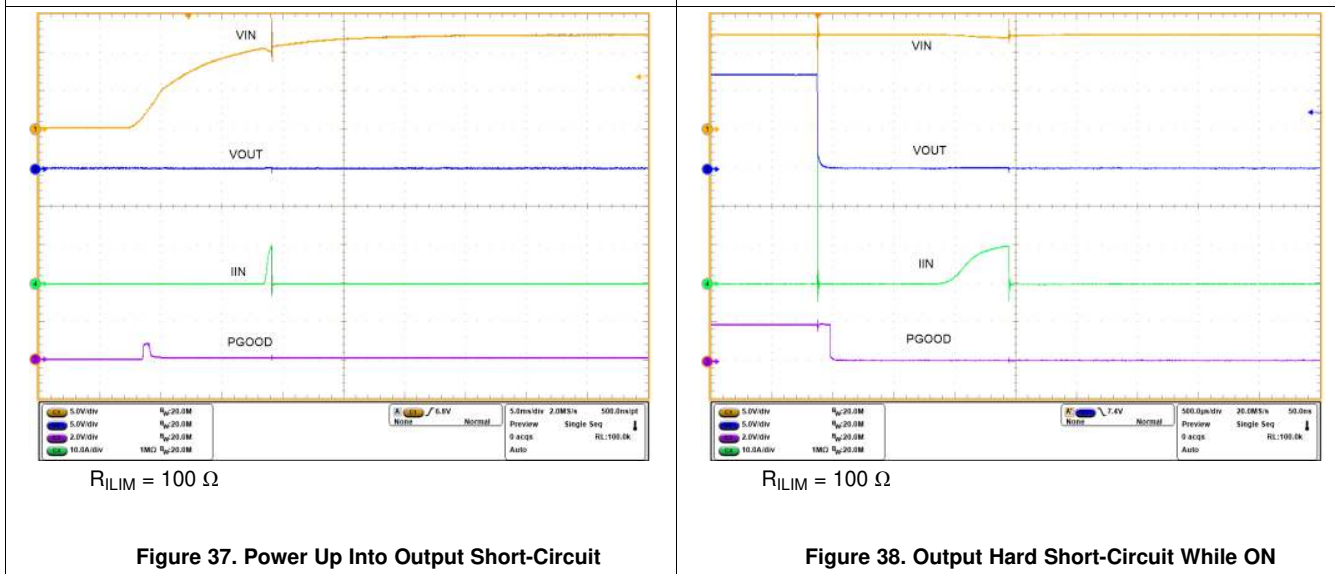 VIN
VOUT
IIN
PGOOD
5.0V/div
5.0V/div
2.0V/div
10.0A/div 1MΩ
6.8V
None Normal
5.0ms/div 2.0MS/s 500.0ns/pt
Preview Single Seq
0 acqs RL:100.0k
Auto
R_ILIM = 100 Ω
Figure 37. Power Up Into Output Short-Circuit
VIN
VOUT
IIN
PGOOD
5.0V/div
5.0V/div
2.0V/div
10.0A/div 1MΩ
7.4V
None Normal
500.0µs/div 20.0MS/s 50.0ns
Preview Single Seq
0 acqs RL:100.0k
Auto
R_ILIM = 100 Ω
Figure 38. Output Hard Short-Circuit While ON